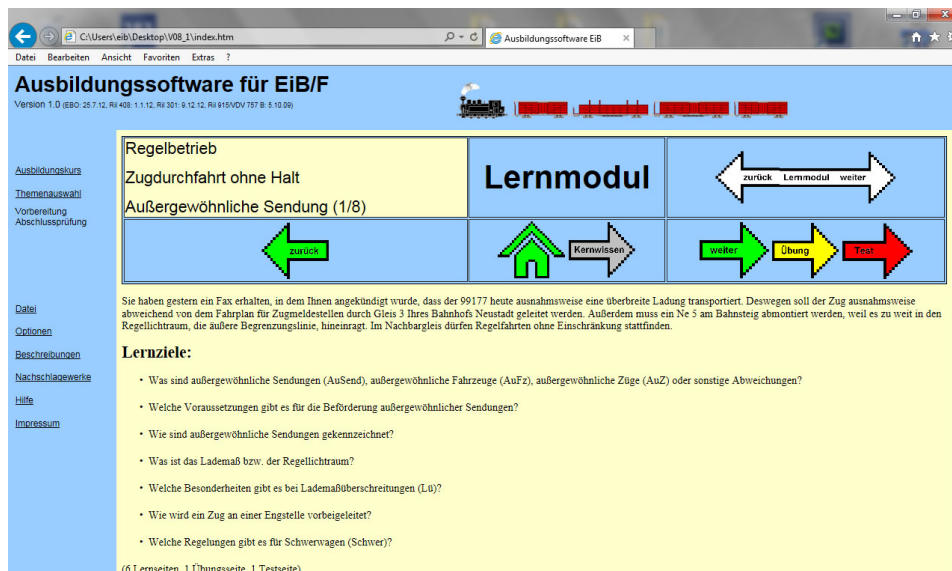 C:\Users\eib\Desktop\V08_1\index.htm
Ausbildungssoftware EiB
Datei Bearbeiten Ansicht Favoriten Extras ?
Ausbildungssoftware für EiB/F
Version 1.0 (EBO: 25.7.12, Ril 408: 1.1.12, Ril 301: 9.12.12, Ril 915/VDV 757 B: 5.10.09)
Ausbildungskurs
Themenauswahl
Vorbereitung
Abschlussprüfung
Datei
Optionen
Beschreibungen
Nachschlagewerke
Hilfe
Impressum
Regelbetrieb
Zugdurchfahrt ohne Halt
Außergewöhnliche Sendung (1/8)
Lernmodul
zurück Lernmodul weiter
zurück
Kernwissen
weiter
Übung
Test
Sie haben gestern ein Fax erhalten, in dem Ihnen angekündigt wurde, dass der 99177 heute ausnahmsweise eine überbreite Ladung transportiert. Deswegen soll der Zug ausnahmsweise
abweichend von dem Fahrplan für Zugmeldestellen durch Gleis 3 Ihres Bahnhofs Neustadt geleitet werden. Außerdem muss ein Ne 5 am Bahnsteig abmontiert werden, weil es zu weit in den
Regellichtraum, die äußere Begrenzungslinie, hineinragt. Im Nachbargleis dürfen Regelfahrten ohne Einschränkung stattfinden.
Lernziele:
• Was sind außergewöhnliche Sendungen (AuSend), außergewöhnliche Fahrzeuge (AuFz), außergewöhnliche Züge (AuZ) oder sonstige Abweichungen?
• Welche Voraussetzungen gibt es für die Beförderung außergewöhnlicher Sendungen?
• Wie sind außergewöhnliche Sendungen gekennzeichnet?
• Was ist das Lademaß bzw. der Regellichtraum?
• Welche Besonderheiten gibt es bei Lademaßüberschreitungen (Lü)?
• Wie wird ein Zug an einer Engstelle vorbeigeleitet?
• Welche Regelungen gibt es für Schwerwagen (Schwer)?
(6 Lernseiten, 1 Übungsseite, 1 Testseite)